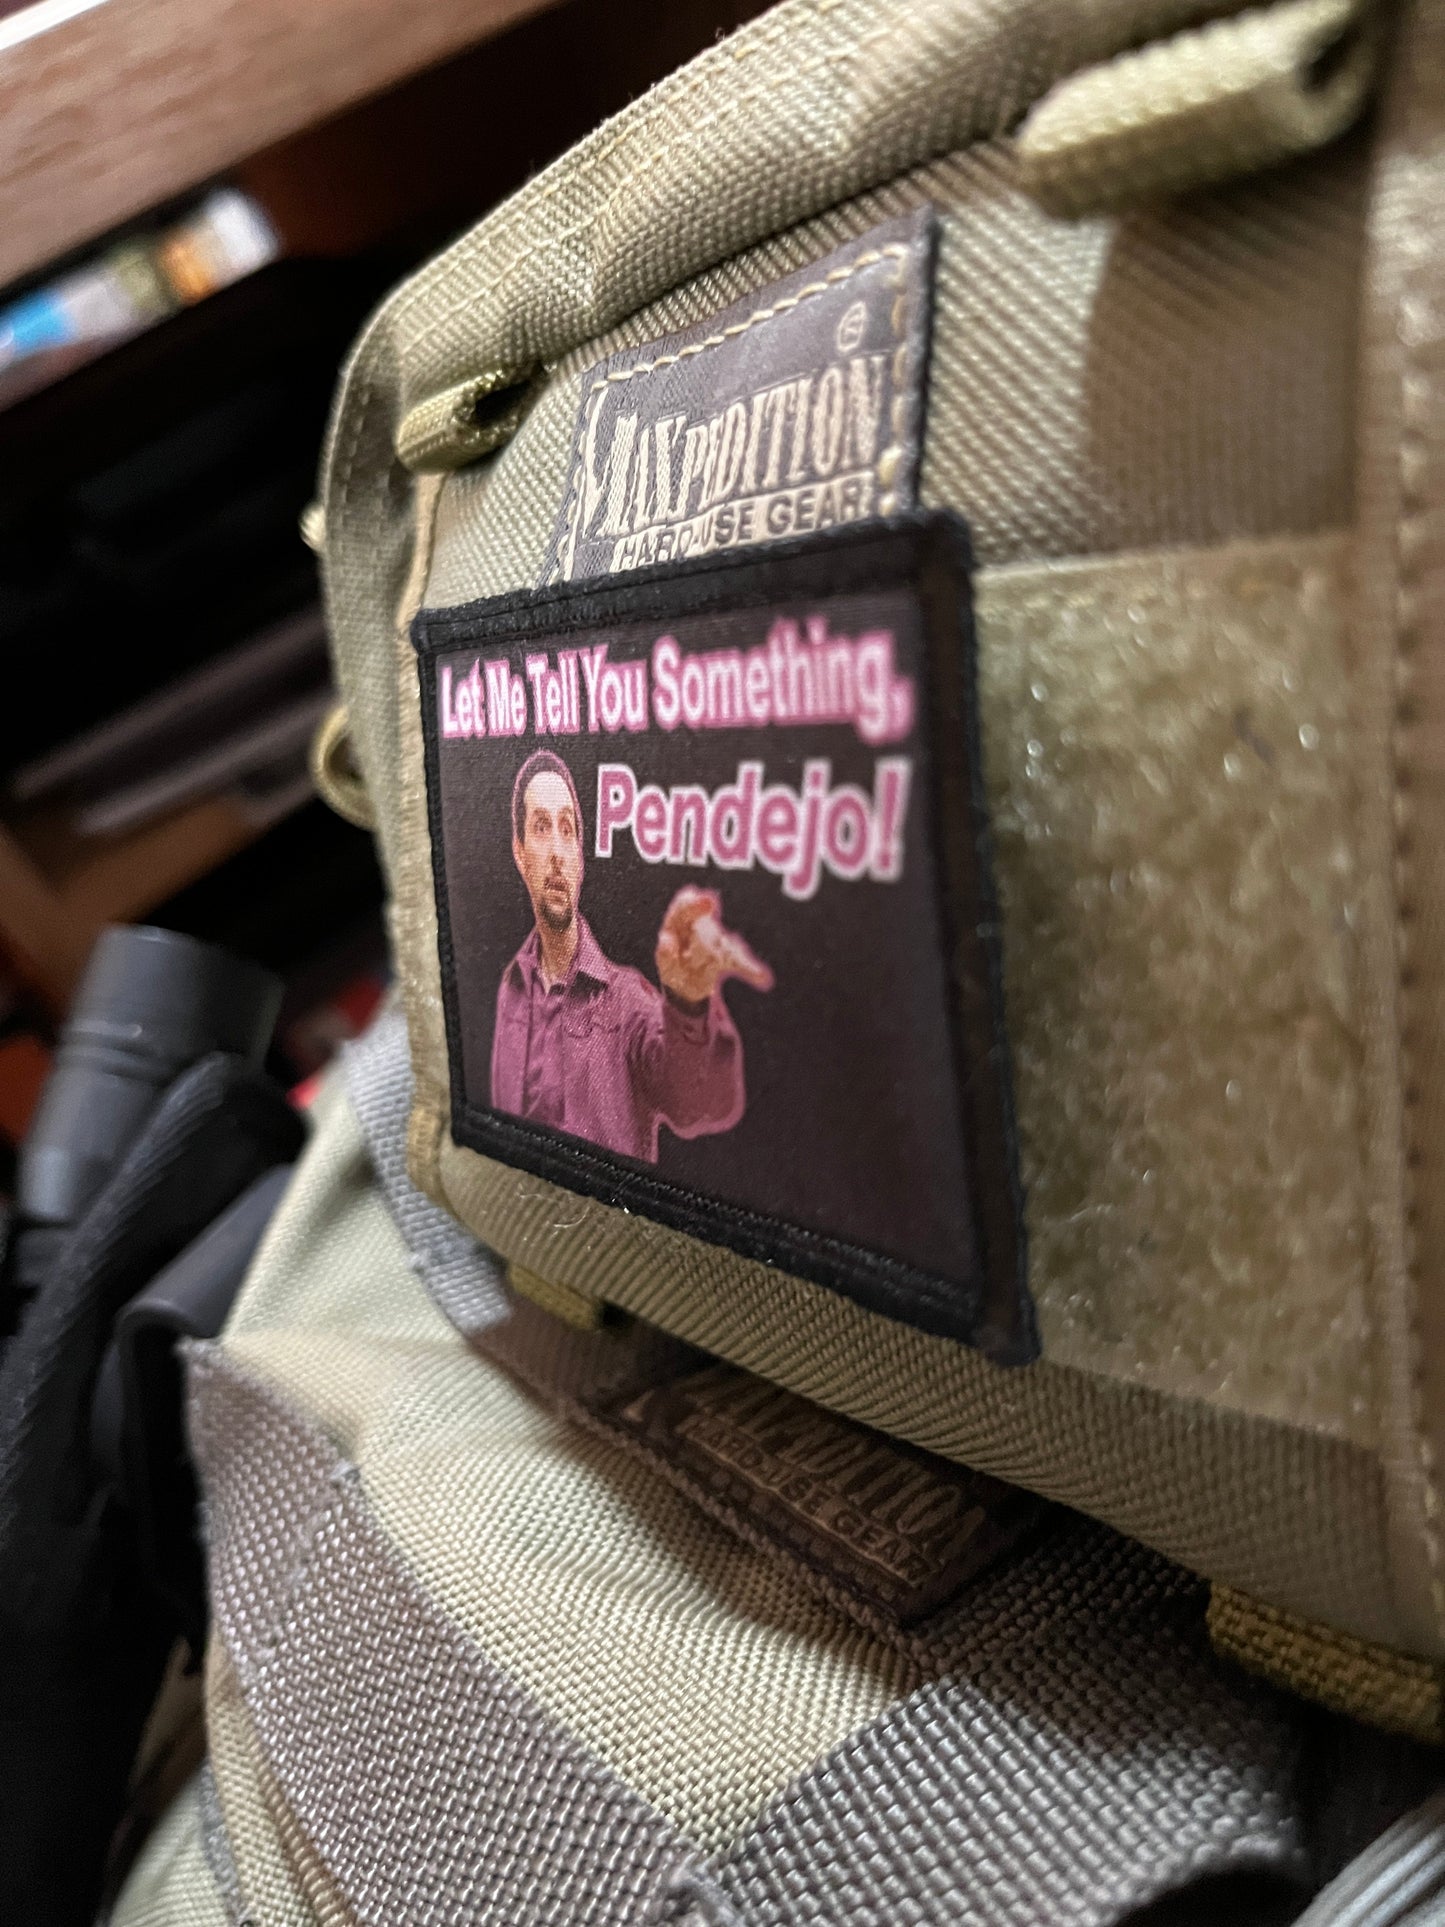 MAXPEDITION®
HARD-USE GEAR
Let Me Tell You Something,
Pendejo!
MAXPEDITION
HARD-USE GEAR